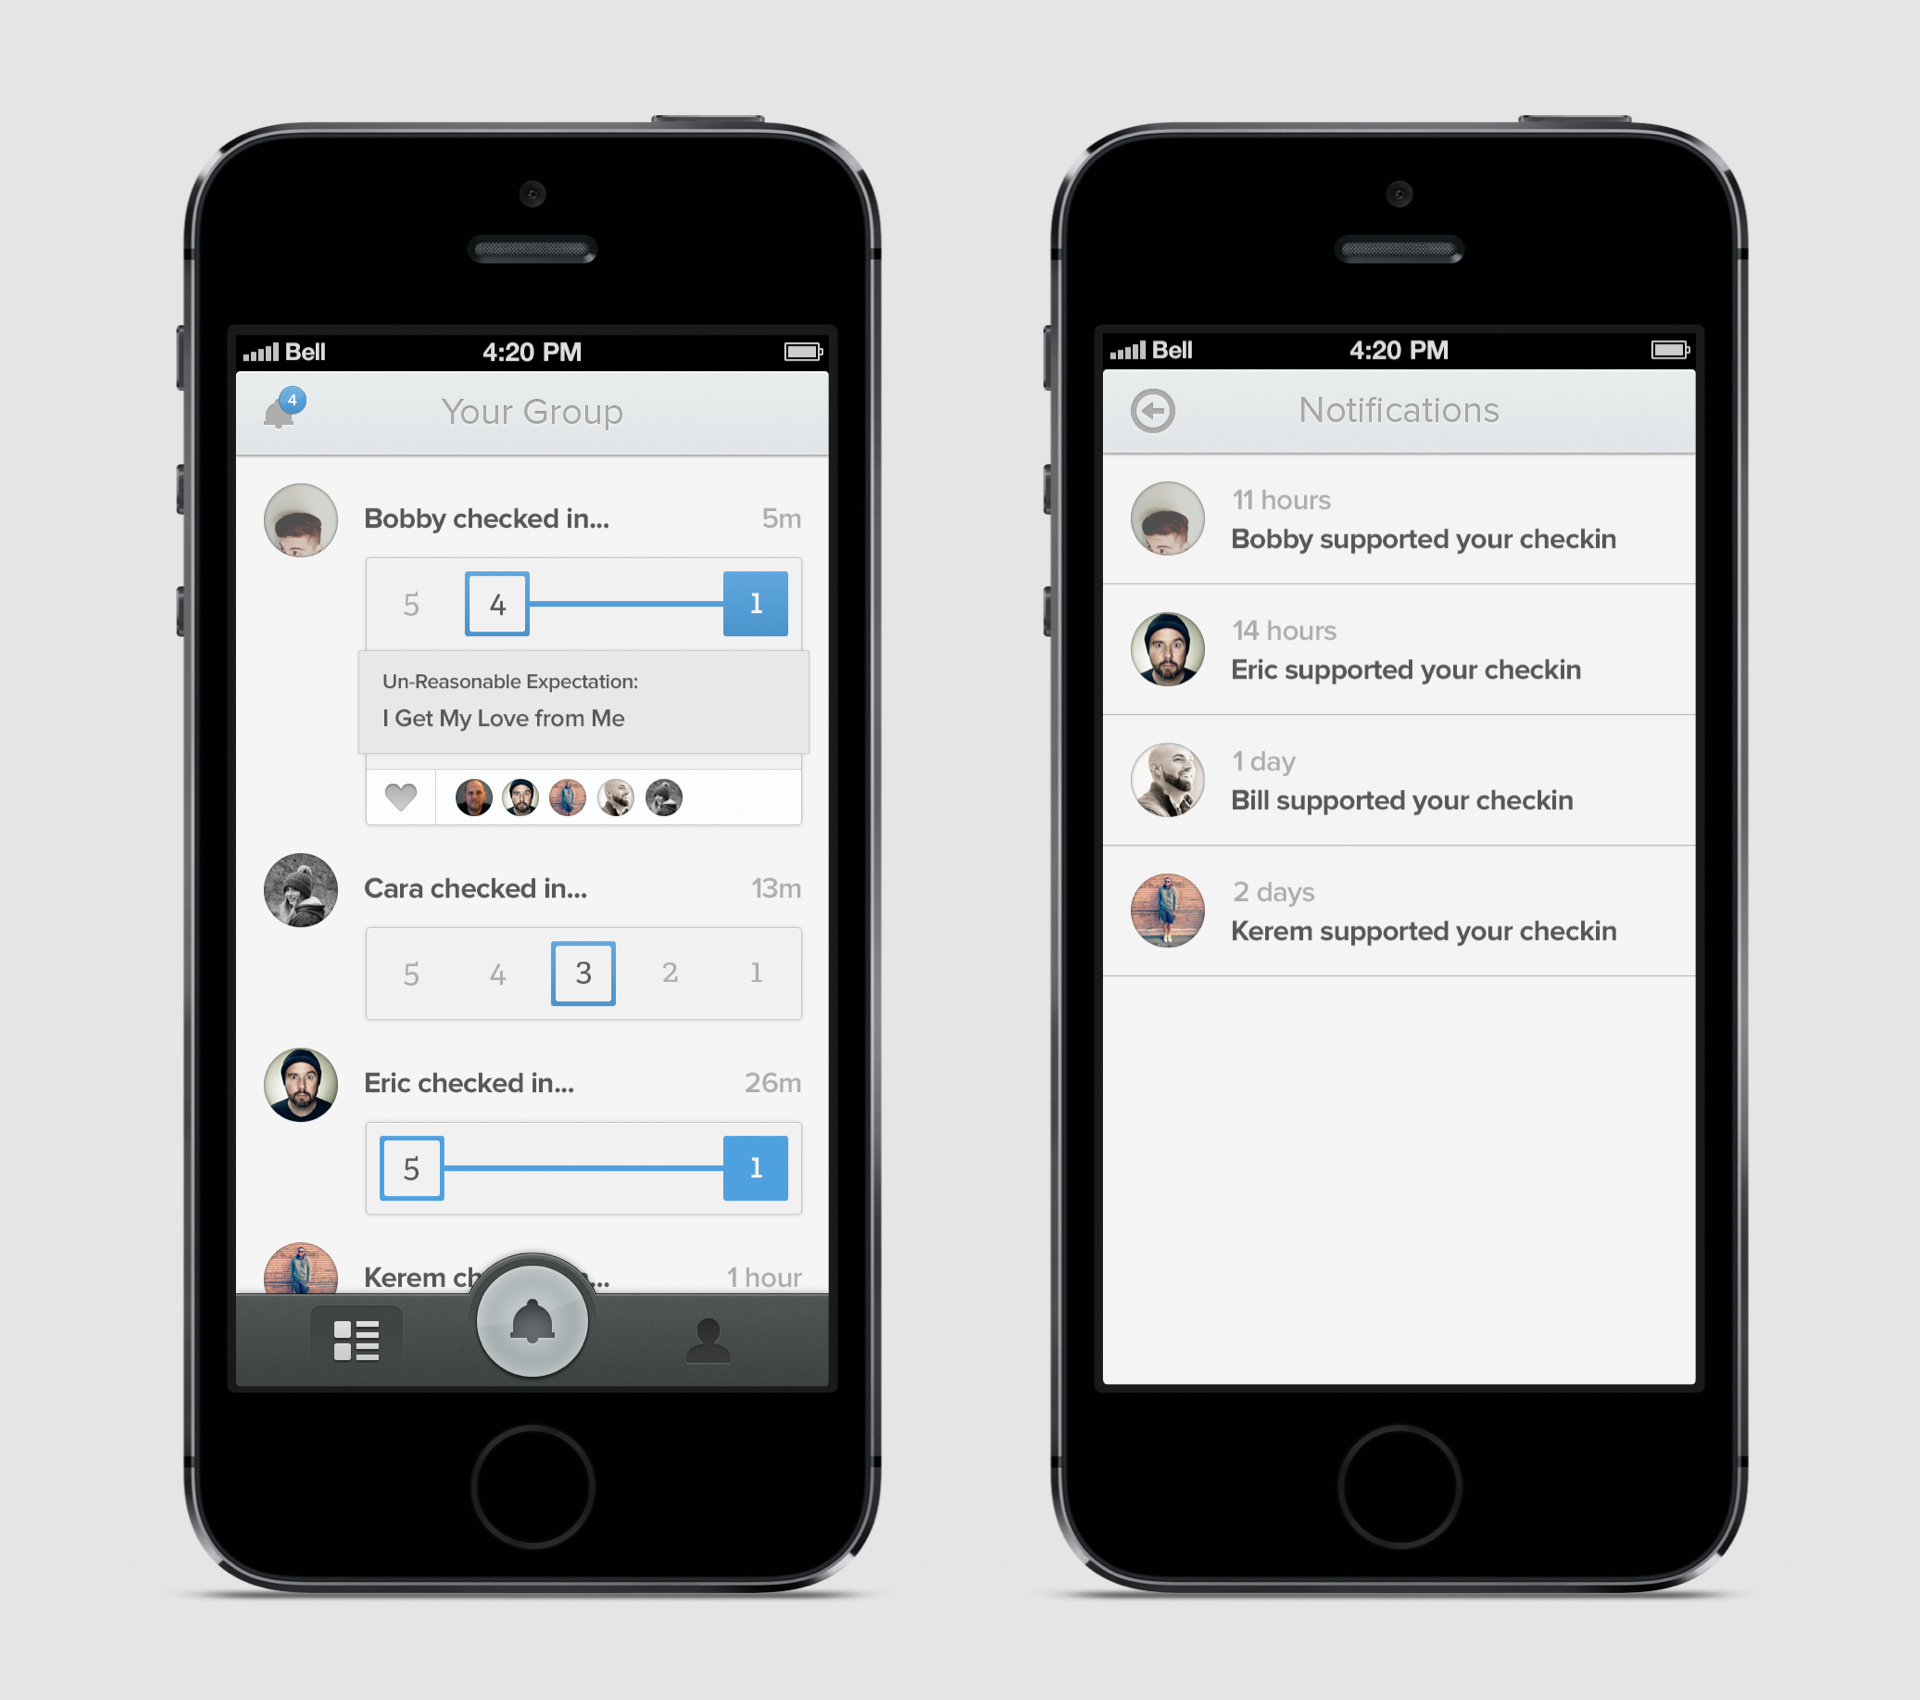 Bell 4:20 PM
4
Your Group
Bobby checked in... 5m
5 4 1
Un-Reasonable Expectation:
I Get My Love from Me
Cara checked in... 13m
5 4 3 2 1
Eric checked in... 26m
5 1
Kerem ch ... 1 hour
Bell 4:20 PM
Notifications
11 hours
Bobby supported your checkin
14 hours
Eric supported your checkin
1 day
Bill supported your checkin
2 days
Kerem supported your checkin